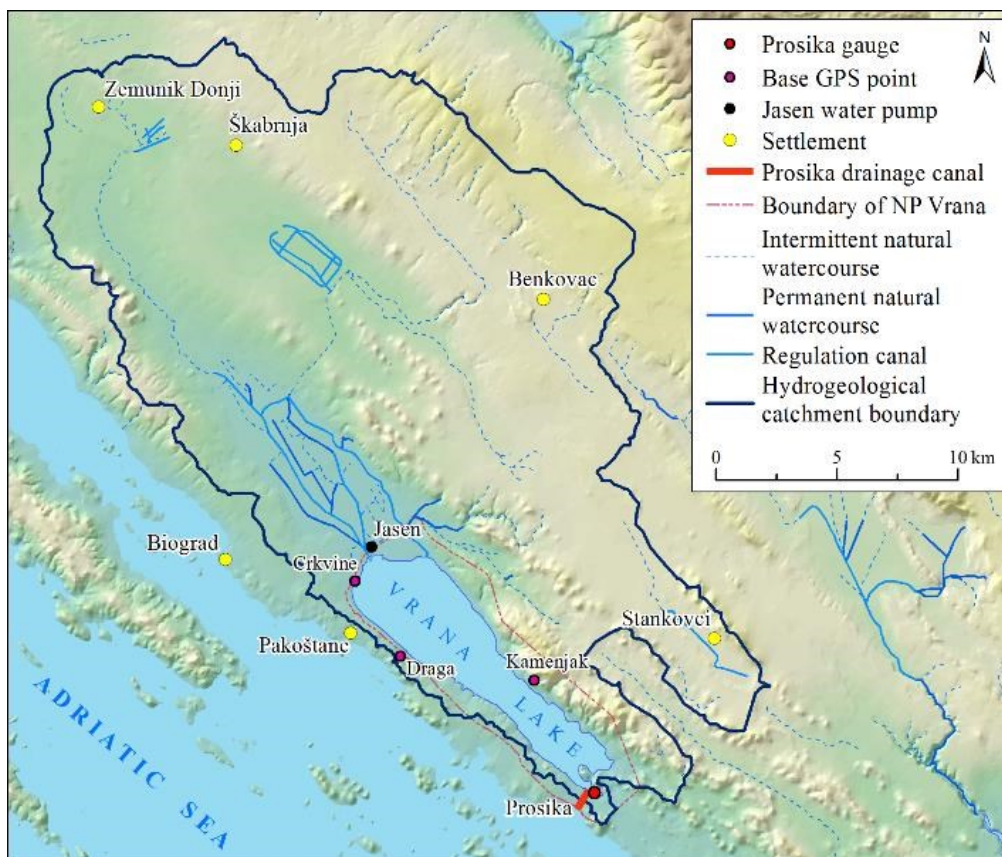 N
Prosika gauge
Base GPS point
Jasen water pump
Settlement
Prosika drainage canal
Boundary of NP Vrana
Intermittent natural
watercourse
Permanent natural
watercourse
Regulation canal
Hydrogeological
catchment boundary
0 5 10 km
Zemunik Donji
Škabrnja
Benkovac
Jasen
Biograd
Crkvine
Stankovci
Pakoštane
Draga
Kamenjak
VRANA
LAKE
Prosika
ADRIATIC
SEA